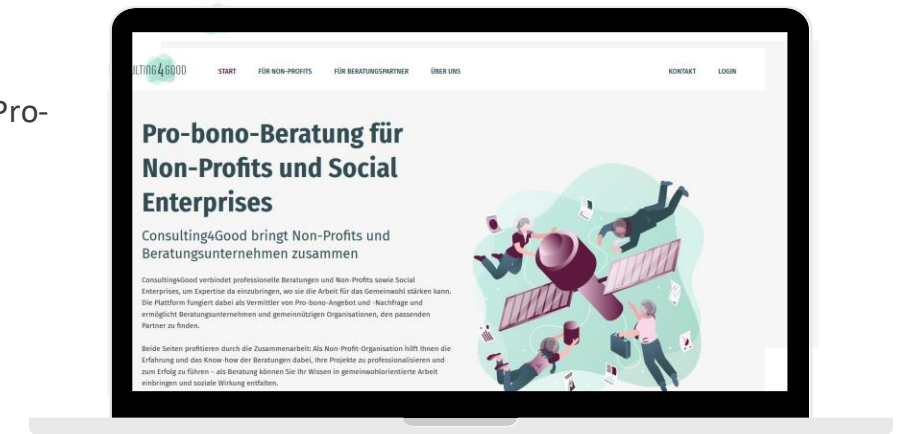 START FÜR NON-PROFITS FÜR BERATUNGSPARTNER ÜBER UNS KONTAKT LOGIN
Pro-
Pro-bono-Beratung für
Non-Profits und Social
Enterprises
Consulting4Good bringt Non-Profits und
Beratungsunternehmen zusammen
Consulting4Good verbindet professionelle Beratungen und Non-Profits sowie Social
Enterprises, um Expertise da einzubringen, wo sie die Arbeit für das Gemeinwohl stärken kann.
Die Plattform fungiert dabei als Vermittler von Pro-bono-Angebot und -Nachfrage und
ermöglicht Beratungsunternehmen und gemeinnützigen Organisationen, den passenden
Partner zu finden.
Beide Seiten profitieren durch die Zusammenarbeit: Als Non-Profit-Organisation hilft Ihnen die
Erfahrung und das Know-how der Beratungen dabei, Ihre Projekte zu professionalisieren und
zum Erfolg zu führen – als Beratung können Sie Ihr Wissen in gemeinwohlorientierte Arbeit
einbringen und soziale Wirkung entfalten.